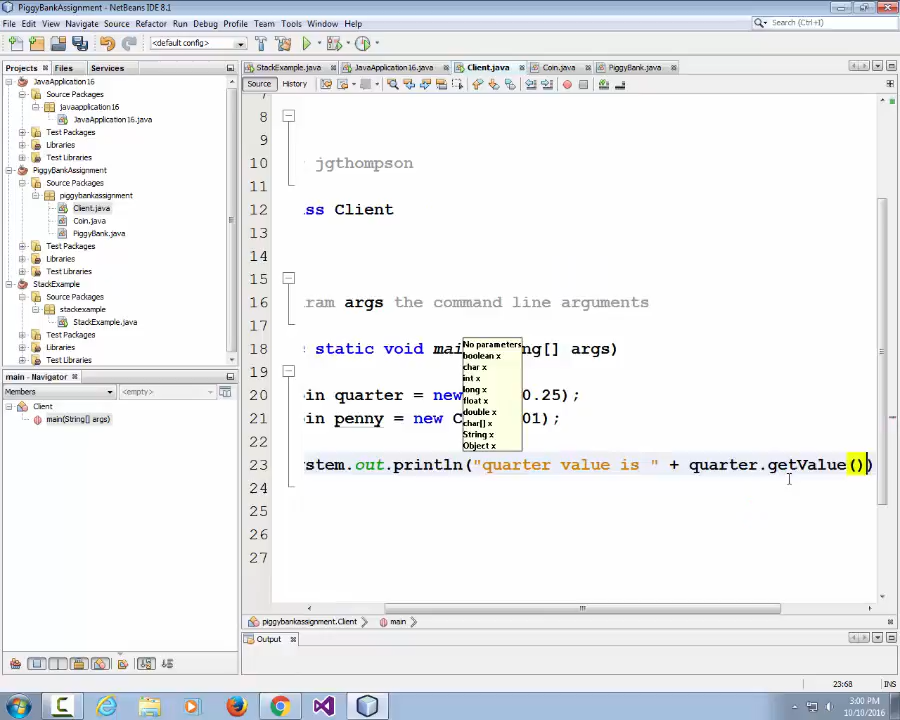 PiggyBankAssignment - NetBeans IDE 8.1
File Edit View Navigate Source Refactor Run Debug Profile Team Tools Window Help
<default config>
Search (Ctrl+I)
Projects Files Services
StackExample.java JavaApplication16.java Client.java Coin.java PiggyBank.java
Source History
JavaApplication16
Source Packages
javaapplication16
JavaApplication16.java
Test Packages
Libraries
Test Libraries
PiggyBankAssignment
Source Packages
piggybankassignment
Client.java
Coin.java
PiggyBank.java
Test Packages
Libraries
Test Libraries
StackExample
Source Packages
stackexample
StackExample.java
Test Packages
Libraries
Test Libraries
main - Navigator
Members <empty>
Client
main(String[] args)
7
8
9
10 jgthompson
11
12 ss Client
13
14
15
16 ram args the command line arguments
17
18 static void ma ng[] args)
19
20 in quarter = new 0.25);
21 in penny = new C 01);
22
23 stem.out.println("quarter value is " + quarter.getValue())
24
25
26
27
No parameters
boolean x
char x
int x
long x
float x
double x
char[] x
String x
Object x
piggybankassignment.Client main
Output
23:68 INS
3:00 PM
10/10/2016